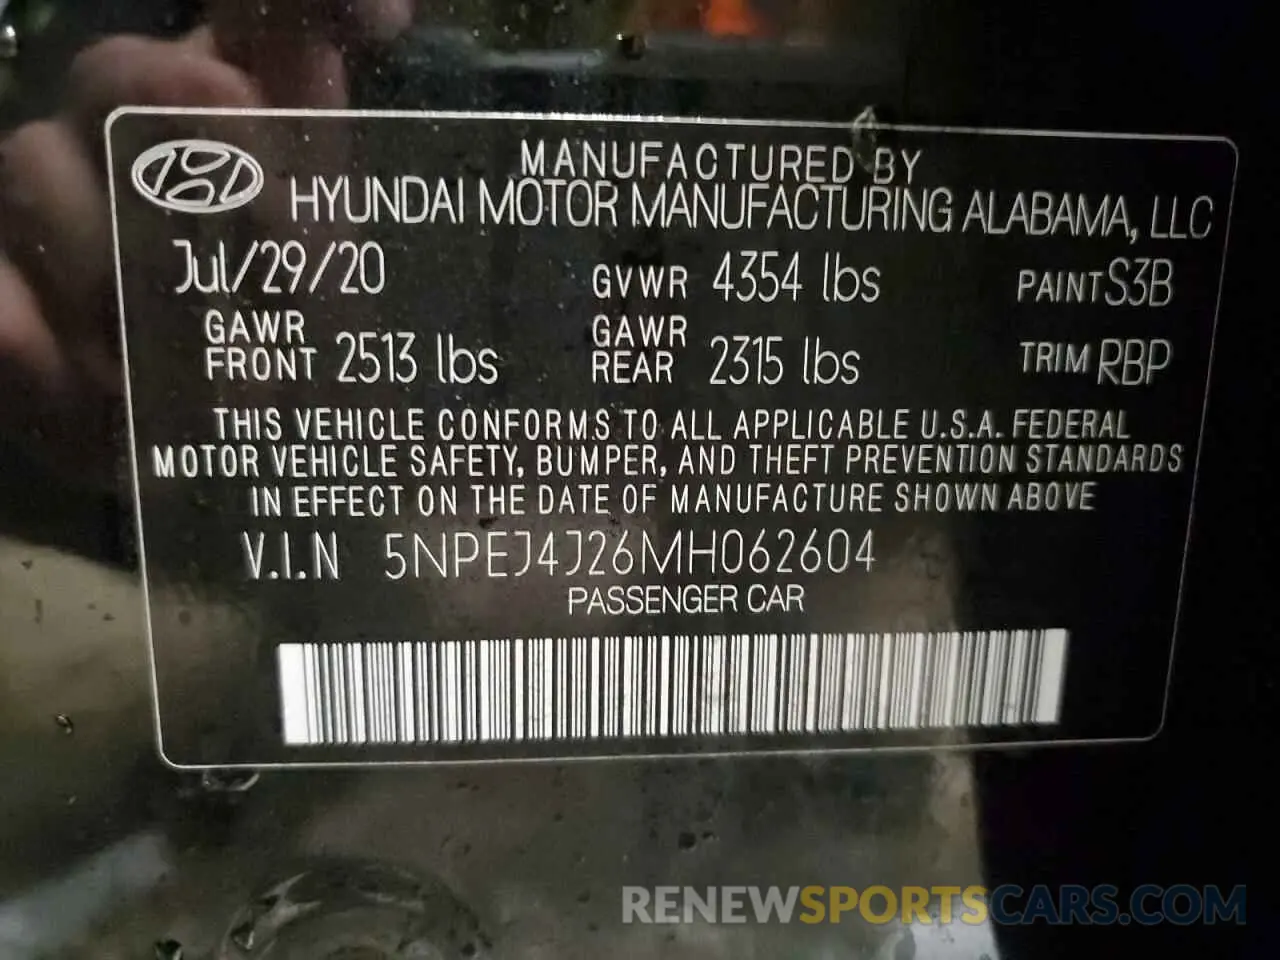 MANUFACTURED BY
HYUNDAI MOTOR MANUFACTURING ALABAMA, LLC
Jul/29/20 GVWR 4354 lbs PAINT S3B
GAWR FRONT 2513 lbs GAWR REAR 2315 lbs TRIM RBP
THIS VEHICLE CONFORMS TO ALL APPLICABLE U.S.A. FEDERAL
MOTOR VEHICLE SAFETY, BUMPER, AND THEFT PREVENTION STANDARDS
IN EFFECT ON THE DATE OF MANUFACTURE SHOWN ABOVE
V.I.N 5NPEJ4J26MH062604
PASSENGER CAR
RENEWSPORTSCARS.COM